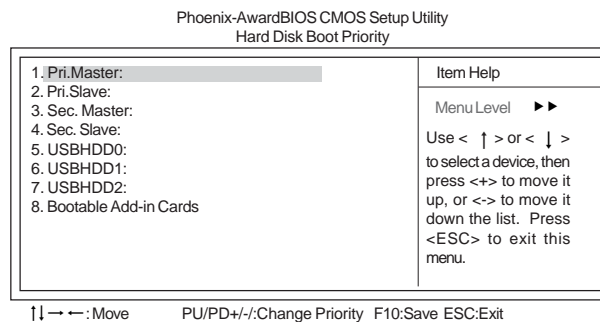 Phoenix-AwardBIOS CMOS Setup Utility
Hard Disk Boot Priority
1. Pri.Master:
2. Pri.Slave:
3. Sec. Master:
4. Sec. Slave:
5. USBHDD0:
6. USBHDD1:
7. USBHDD2:
8. Bootable Add-in Cards
Item Help
Menu Level ►►
Use < ↑ > or < ↓ >
to select a device, then
press <+> to move it
up, or <-> to move it
down the list. Press
<ESC> to exit this
menu.
↑↓→←: Move PU/PD+/-/:Change Priority F10:Save ESC:Exit